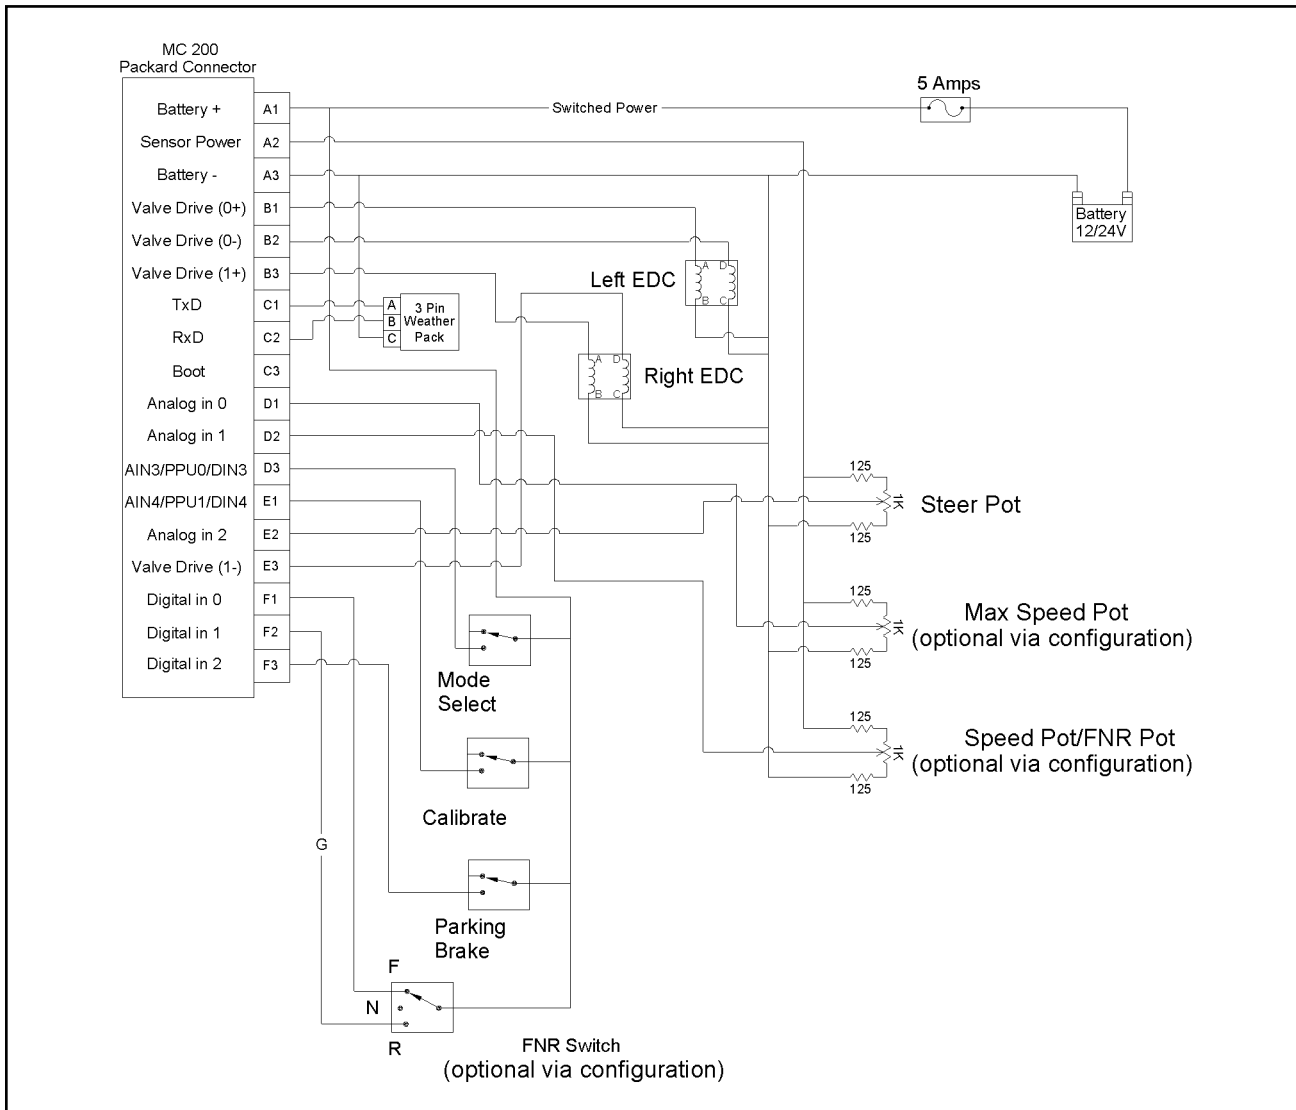 MC 200
Packard Connector
Battery + A1
Sensor Power A2
Battery - A3
Valve Drive (0+) B1
Valve Drive (0-) B2
Valve Drive (1+) B3
TxD C1
RxD C2
Boot C3
Analog in 0 D1
Analog in 1 D2
AIN3/PPU0/DIN3 D3
AIN4/PPU1/DIN4 E1
Analog in 2 E2
Valve Drive (1-) E3
Digital in 0 F1
Digital in 1 F2
Digital in 2 F3
Switched Power
5 Amps
Battery
12/24V
Left EDC
A D
B C
A
B
C
3 Pin
Weather
Pack
Right EDC
A D
B C
125
1K
125
Steer Pot
125
1K
125
Max Speed Pot
(optional via configuration)
125
1K
125
Speed Pot/FNR Pot
(optional via configuration)
Mode
Select
Calibrate
G
Parking
Brake
F
N
R
FNR Switch
(optional via configuration)